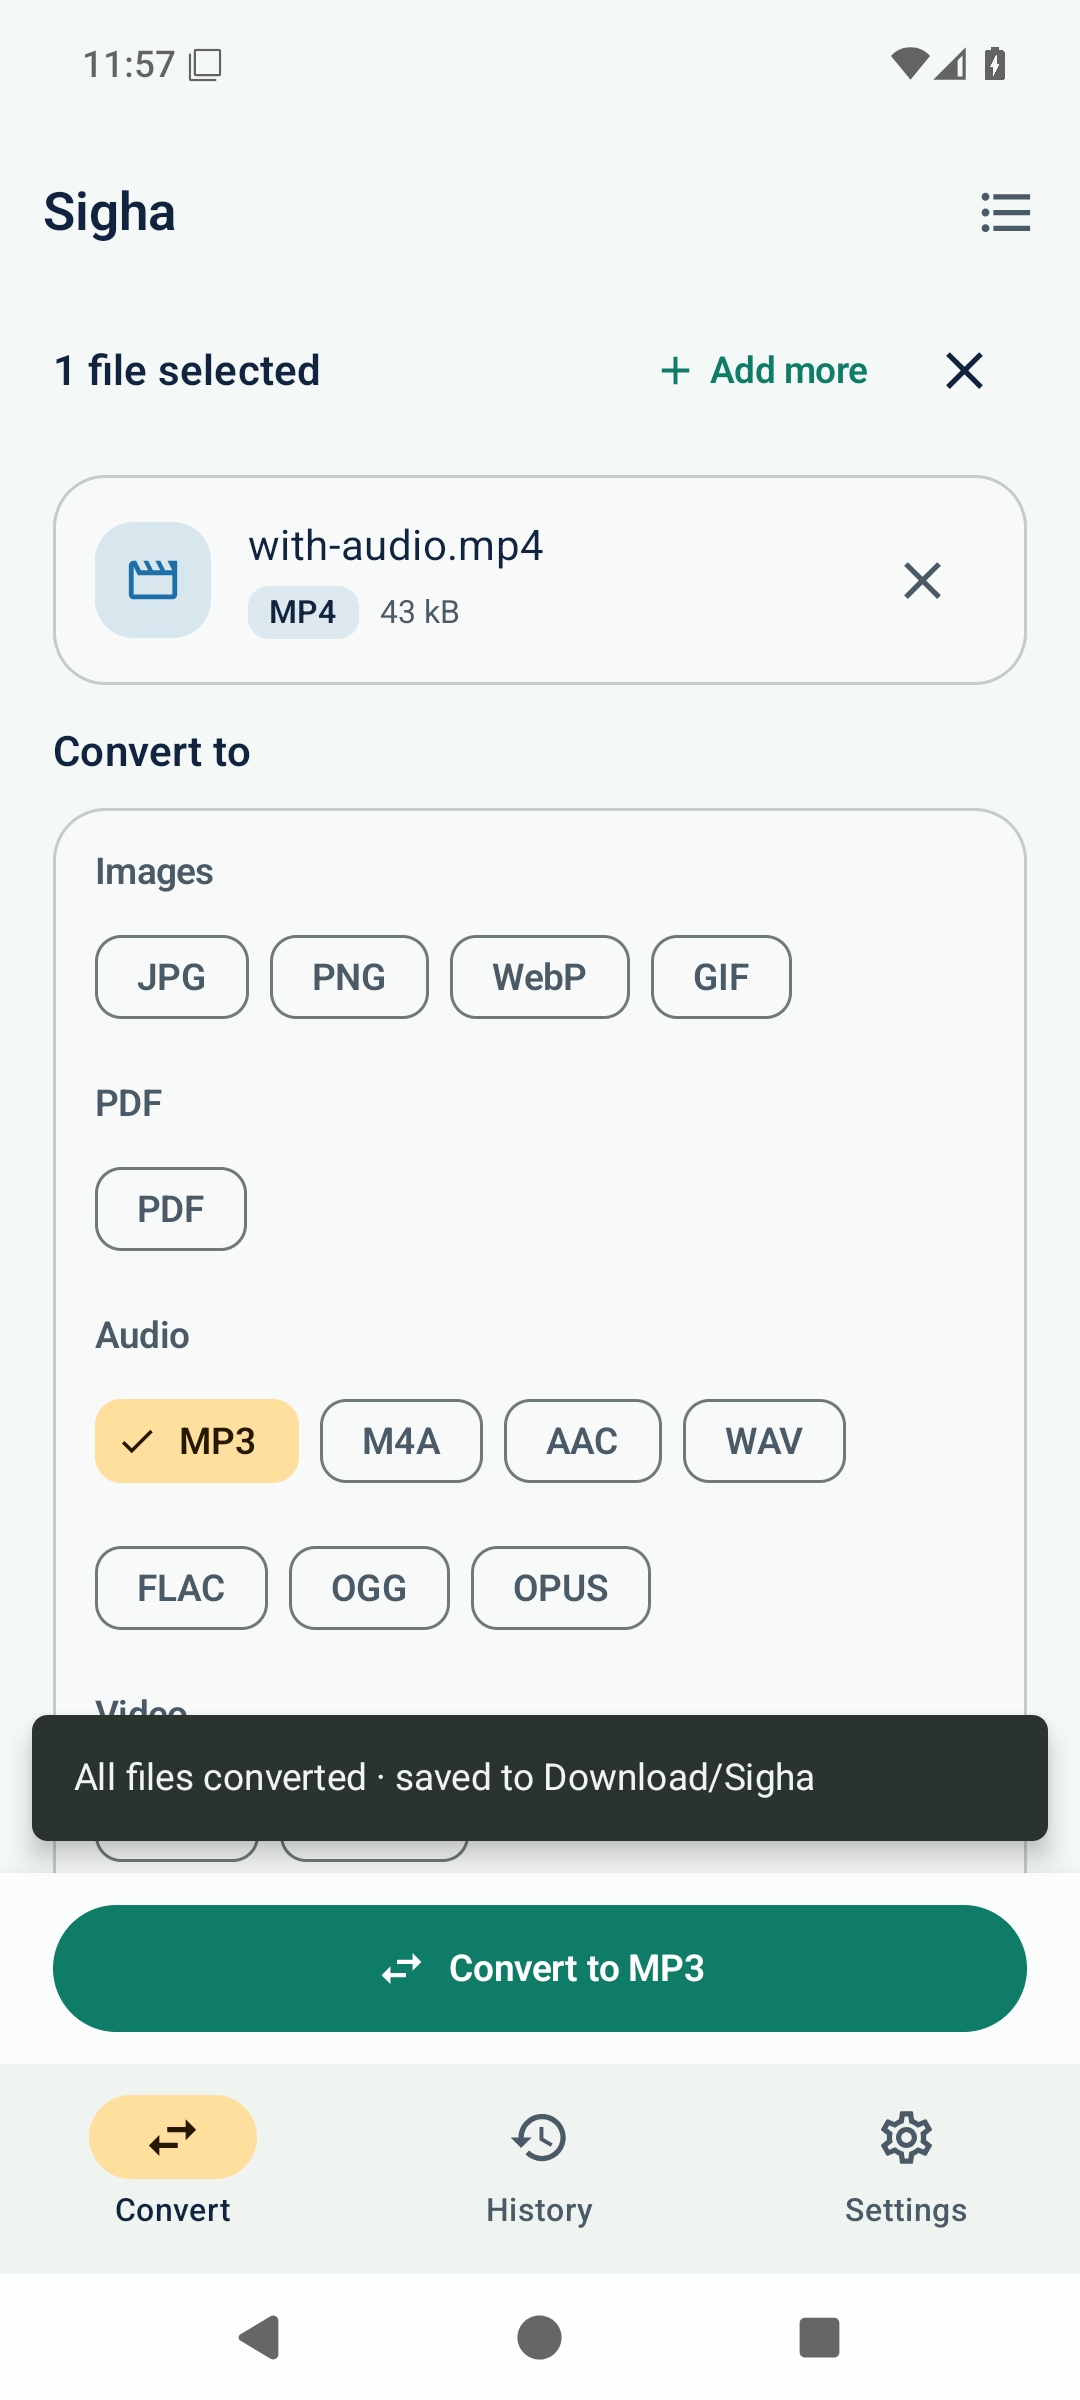 11:57
Sigha
1 file selected
Add more
with-audio.mp4
MP4 43 kB
Convert to
Images
JPG PNG WebP GIF
PDF
PDF
Audio
MP3 M4A AAC WAV
FLAC OGG OPUS
Video
All files converted · saved to Download/Sigha
Convert to MP3
Convert History Settings